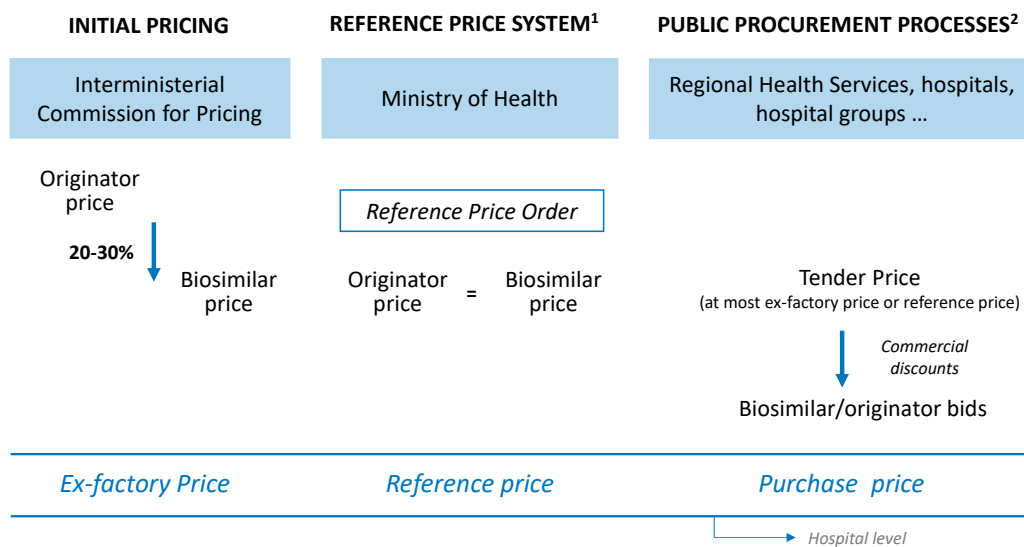 INITIAL PRICING
REFERENCE PRICE SYSTEM1
PUBLIC PROCUREMENT PROCESSES2
Interministerial
Commission for Pricing
Ministry of Health
Regional Health Services, hospitals,
hospital groups ...
Originator
price
20-30%
Biosimilar
price
Reference Price Order
Originator
price
=
Biosimilar
price
Tender Price
(at most ex-factory price or reference price)
Commercial
discounts
Biosimilar/originator bids
Ex-factory Price
Reference price
Purchase price
Hospital level